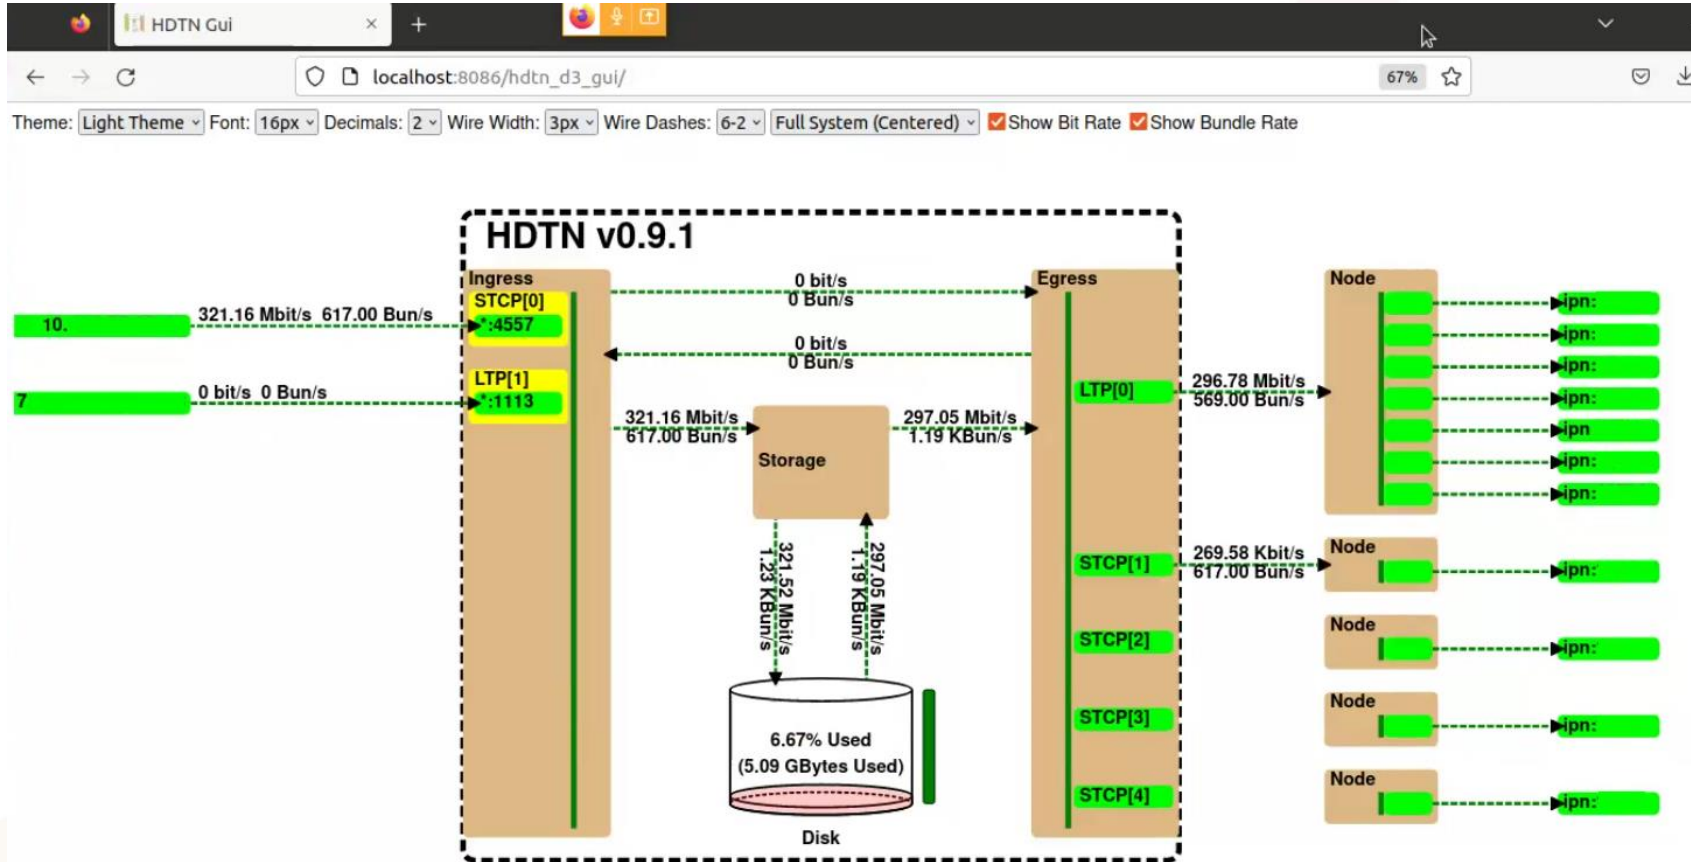 HDTN Gui
localhost:8086/hdtn_d3_gui/
67%
Theme: Light Theme Font: 16px Decimals: 2 Wire Width: 3px Wire Dashes: 6-2 Full System (Centered) Show Bit Rate Show Bundle Rate
HDTN v0.9.1
10.
321.16 Mbit/s 617.00 Bun/s
7
0 bit/s 0 Bun/s
Ingress
STCP[0]
*:4557
LTP[1]
*:1113
0 bit/s
0 Bun/s
0 bit/s
0 Bun/s
321.16 Mbit/s
617.00 Bun/s
Storage
297.05 Mbit/s
1.19 KBun/s
321.52 Mbit/s
1.23 KBun/s
297.05 Mbit/s
1.19 KBun/s
6.67% Used
(5.09 GBytes Used)
Disk
Egress
LTP[0]
STCP[1]
STCP[2]
STCP[3]
STCP[4]
296.78 Mbit/s
569.00 Bun/s
269.58 Kbit/s
617.00 Bun/s
Node
ipn:
ipn:
ipn:
ipn:
ipn
ipn:
ipn:
Node
ipn:
Node
ipn:
Node
ipn:
Node
ipn: